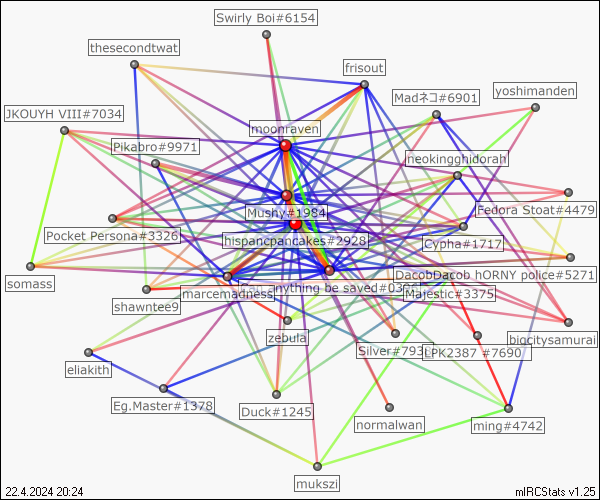 Swirly Boi#6154
thesecondtwat
frisout
yoshimanden
Madネコ#6901
JKOUYH VIII#7034
moonraven
Pikabro#9971
neokingghidorah
Mushy#1984
Fedora Stoat#4479
Pocket Persona#3326
hispancpancakes#2928
Cypha#1717
somass
DacobDacob
hORNY police#5271
marcemadness
anything be saved
Majestic#3375
shawntee9
zebula
bigcitysamurai
Silver#793
LPK2387 #7690
eliakith
Eg.Master#1378
Duck#1245
normalwan
ming#4742
mukszi
22.4.2024 20:24
mIRCStats v1.25